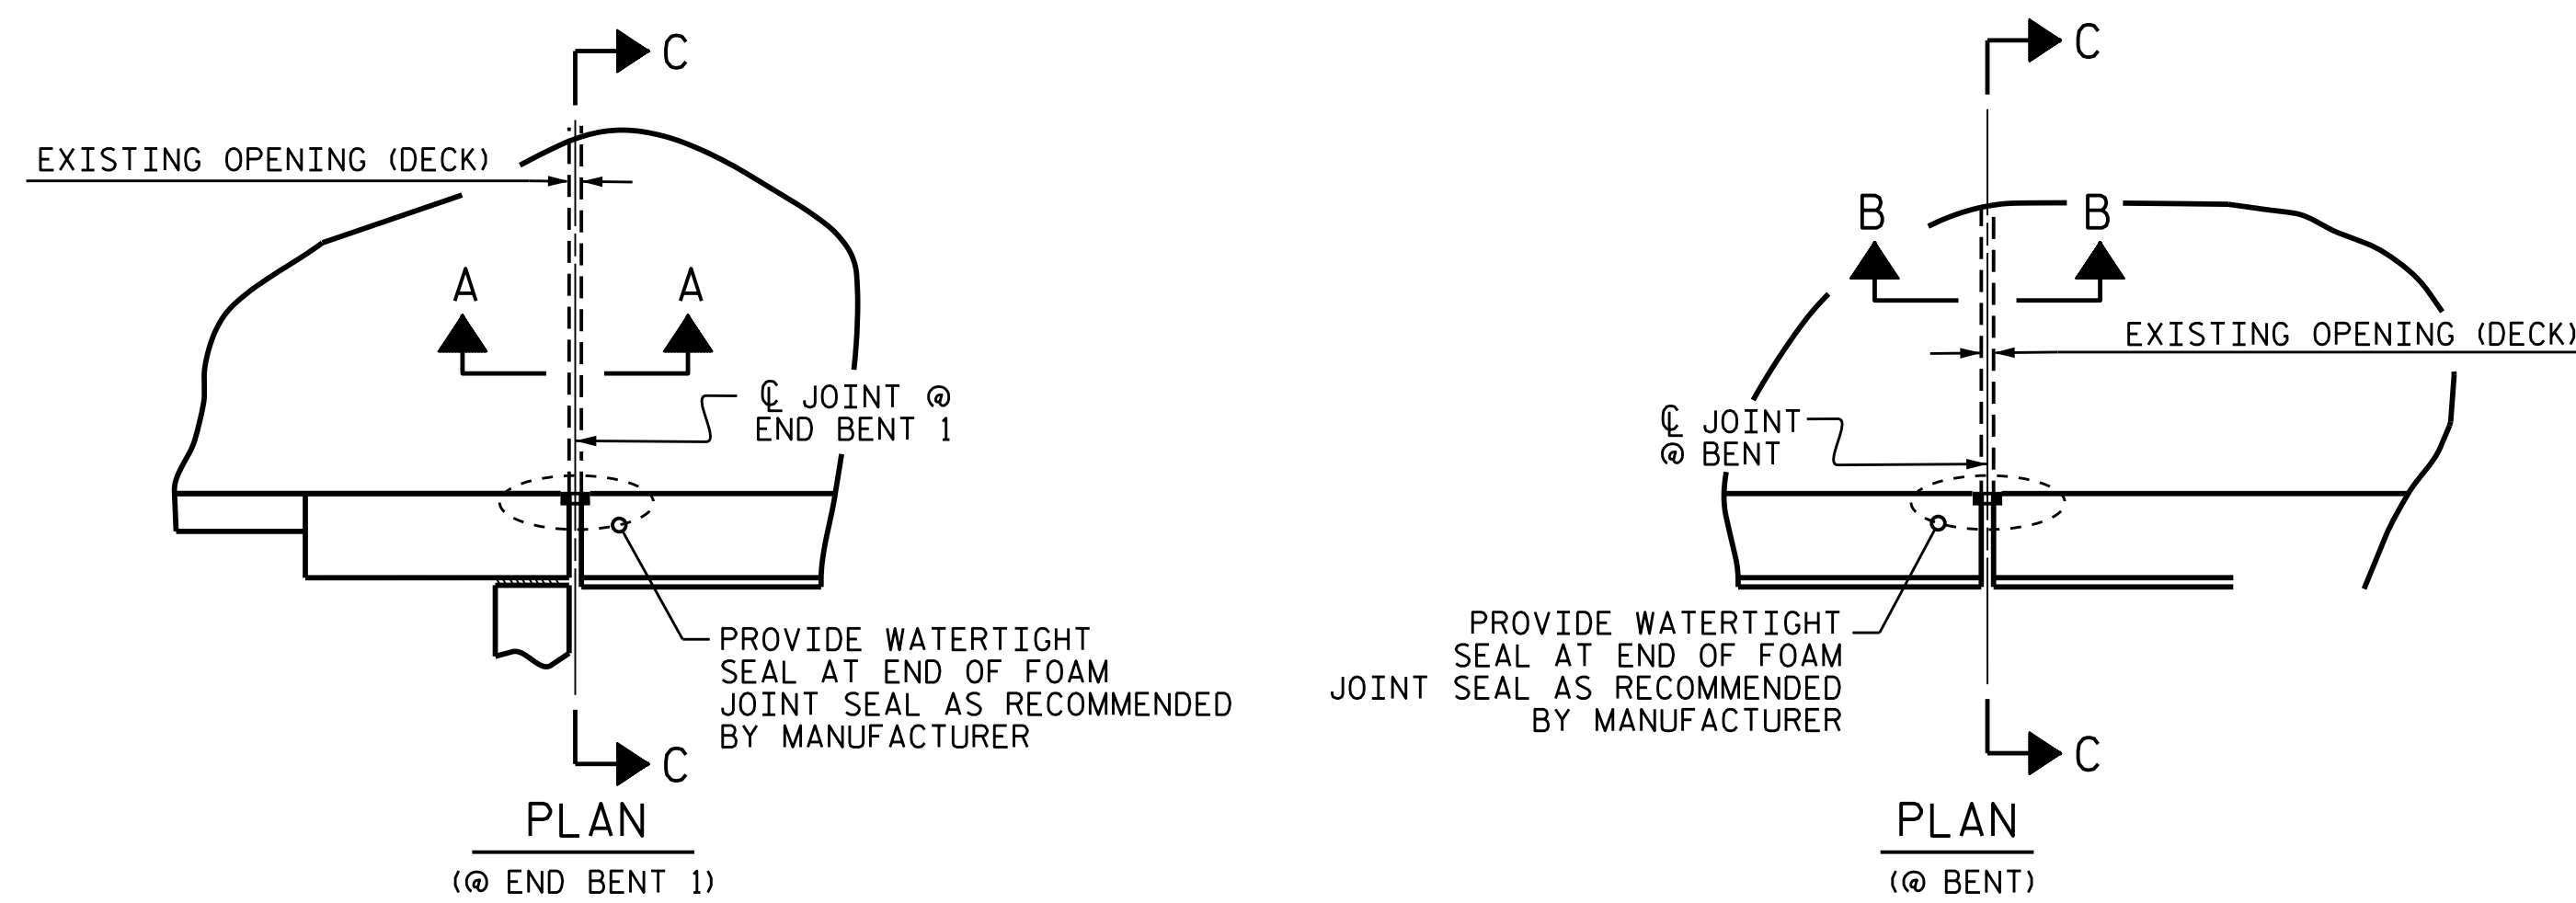 C
EXISTING OPENING (DECK)
A A
℄ JOINT @
END BENT 1
PROVIDE WATERTIGHT
SEAL AT END OF FOAM
JOINT SEAL AS RECOMMENDED
BY MANUFACTURER
C
PLAN
(@ END BENT 1)
C
B B
EXISTING OPENING (DECK)
℄ JOINT
@ BENT
PROVIDE WATERTIGHT
SEAL AT END OF FOAM
JOINT SEAL AS RECOMMENDED
BY MANUFACTURER
C
PLAN
(@ BENT)